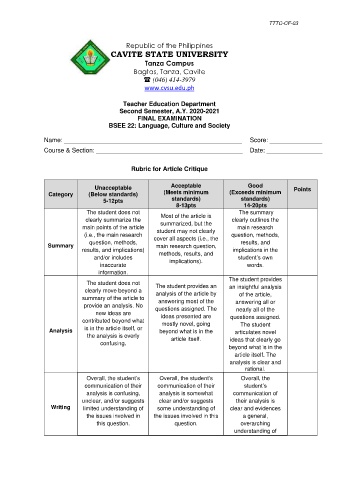 TTTC-OF-03
Republic of the Philippines
CAVITE STATE UNIVERSITY
Tanza Campus
Bagtas, Tanza, Cavite
☎ (046) 414-3979
www.cvsu.edu.ph
Teacher Education Department
Second Semester, A.Y. 2020-2021
FINAL EXAMINATION
BSEE 22: Language, Culture and Society
Name: Score:
Course & Section: Date:
Rubric for Article Critique
Category
Unacceptable
(Below standards)
5-12pts
Acceptable
(Meets minimum
standards)
8-13pts
Good
(Exceeds minimum
standards)
14-20pts
Points
Summary
The student does not
clearly summarize the
main points of the article
(i.e., the main research
question, methods,
results, and implications)
and/or includes
inaccurate
information.
Most of the article is
summarized, but the
student may not clearly
cover all aspects (i.e., the
main research question,
methods, results, and
implications).
The summary
clearly outlines the
main research
question, methods,
results, and
implications in the
student's own
words.
Analysis
The student does not
clearly move beyond a
summary of the article to
provide an analysis. No
new ideas are
contributed beyond what
is in the article itself, or
the analysis is overly
confusing.
The student provides an
analysis of the article by
answering most of the
questions assigned. The
ideas presented are
mostly novel, going
beyond what is in the
article itself.
The student provides
an insightful analysis
of the article,
answering all or
nearly all of the
questions assigned.
The student
articulates novel
ideas that clearly go
beyond what is in the
article itself. The
analysis is clear and
rational.
Writing
Overall, the student's
communication of their
analysis is confusing,
unclear, and/or suggests
limited understanding of
the issues involved in
this question.
Overall, the student's
communication of their
analysis is somewhat
clear and/or suggests
some understanding of
the issues involved in this
question.
Overall, the
student's
communication of
their analysis is
clear and evidences
a general,
overarching
understanding of